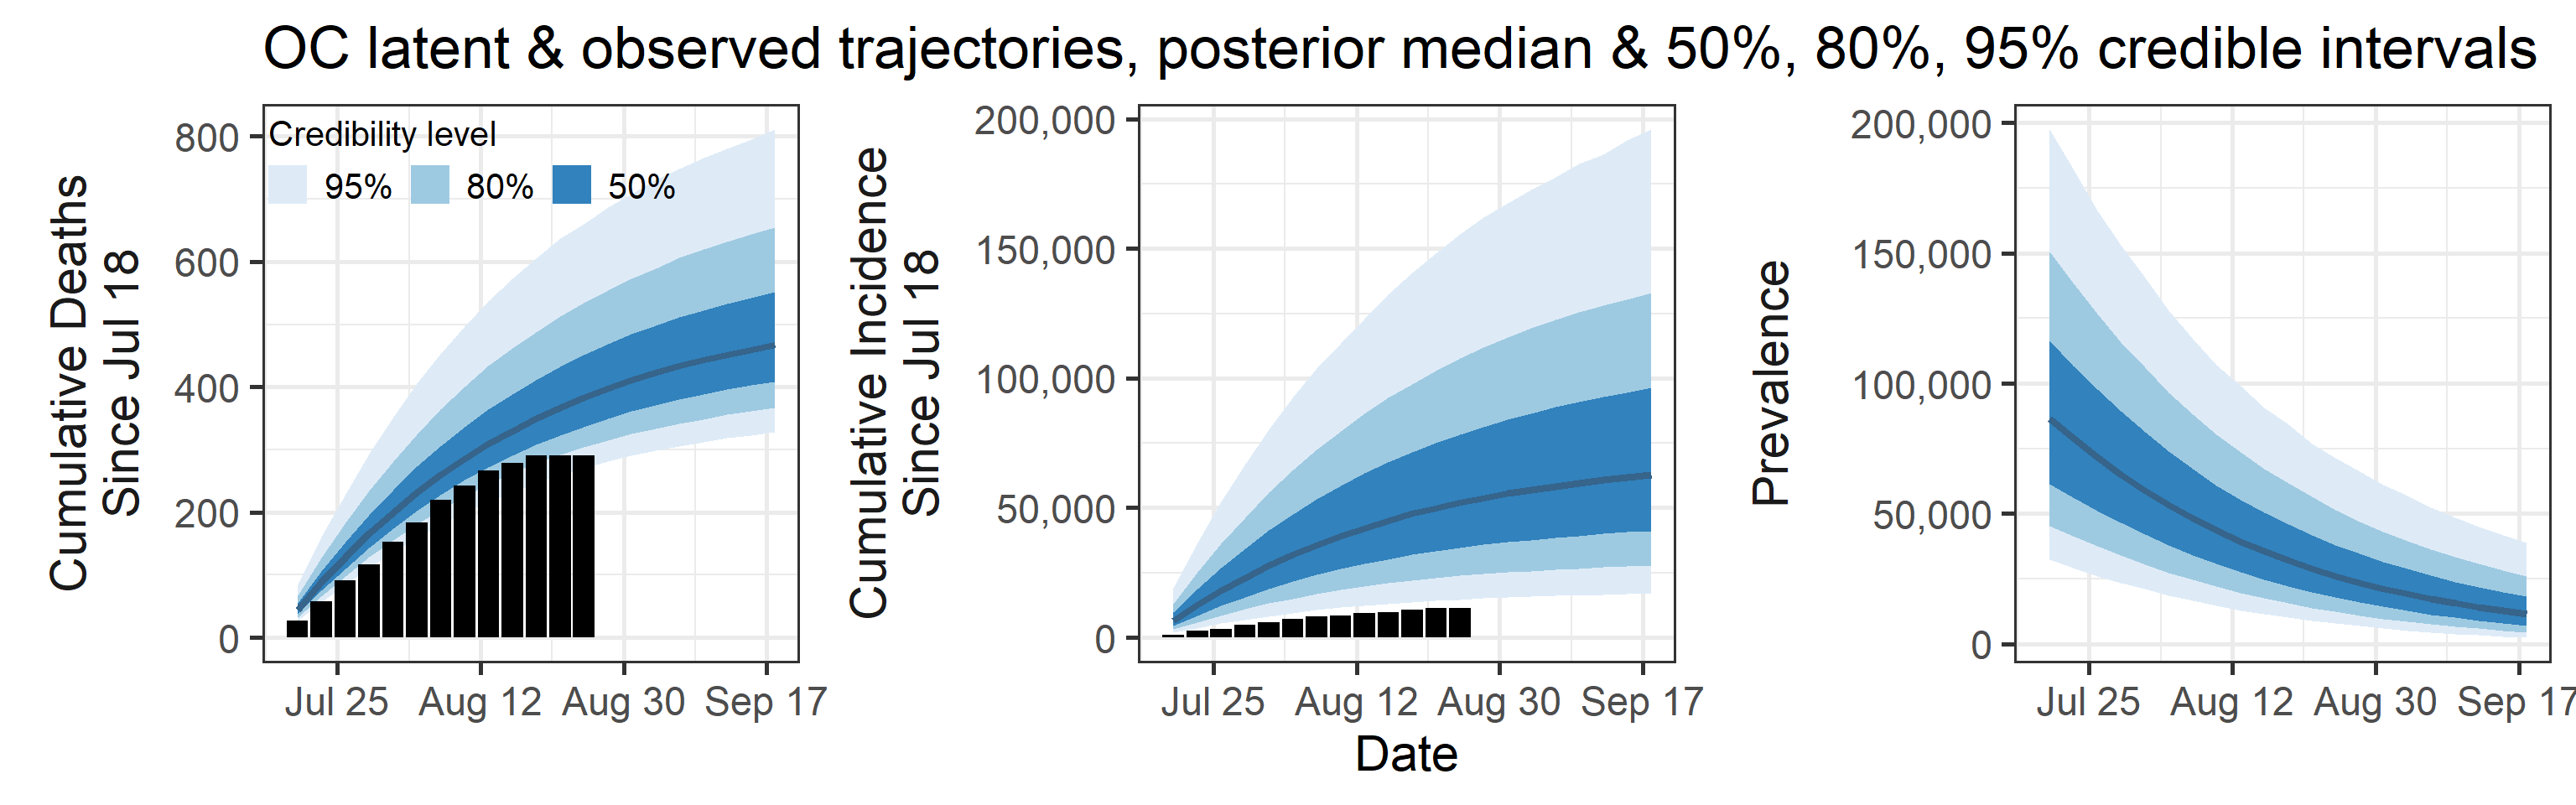 OC latent & observed trajectories, posterior median & 50%, 80%, 95% credible intervals
Cumulative Deaths
Since Jul 18
800
600
400
200
0
Credibility level
95% 80% 50%
Jul 25 Aug 12 Aug 30 Sep 17
Cumulative Incidence
Since Jul 18
200,000
150,000
100,000
50,000
0
Jul 25 Aug 12 Aug 30 Sep 17
Prevalence
200,000
150,000
100,000
50,000
0
Jul 25 Aug 12 Aug 30 Sep 17
Date